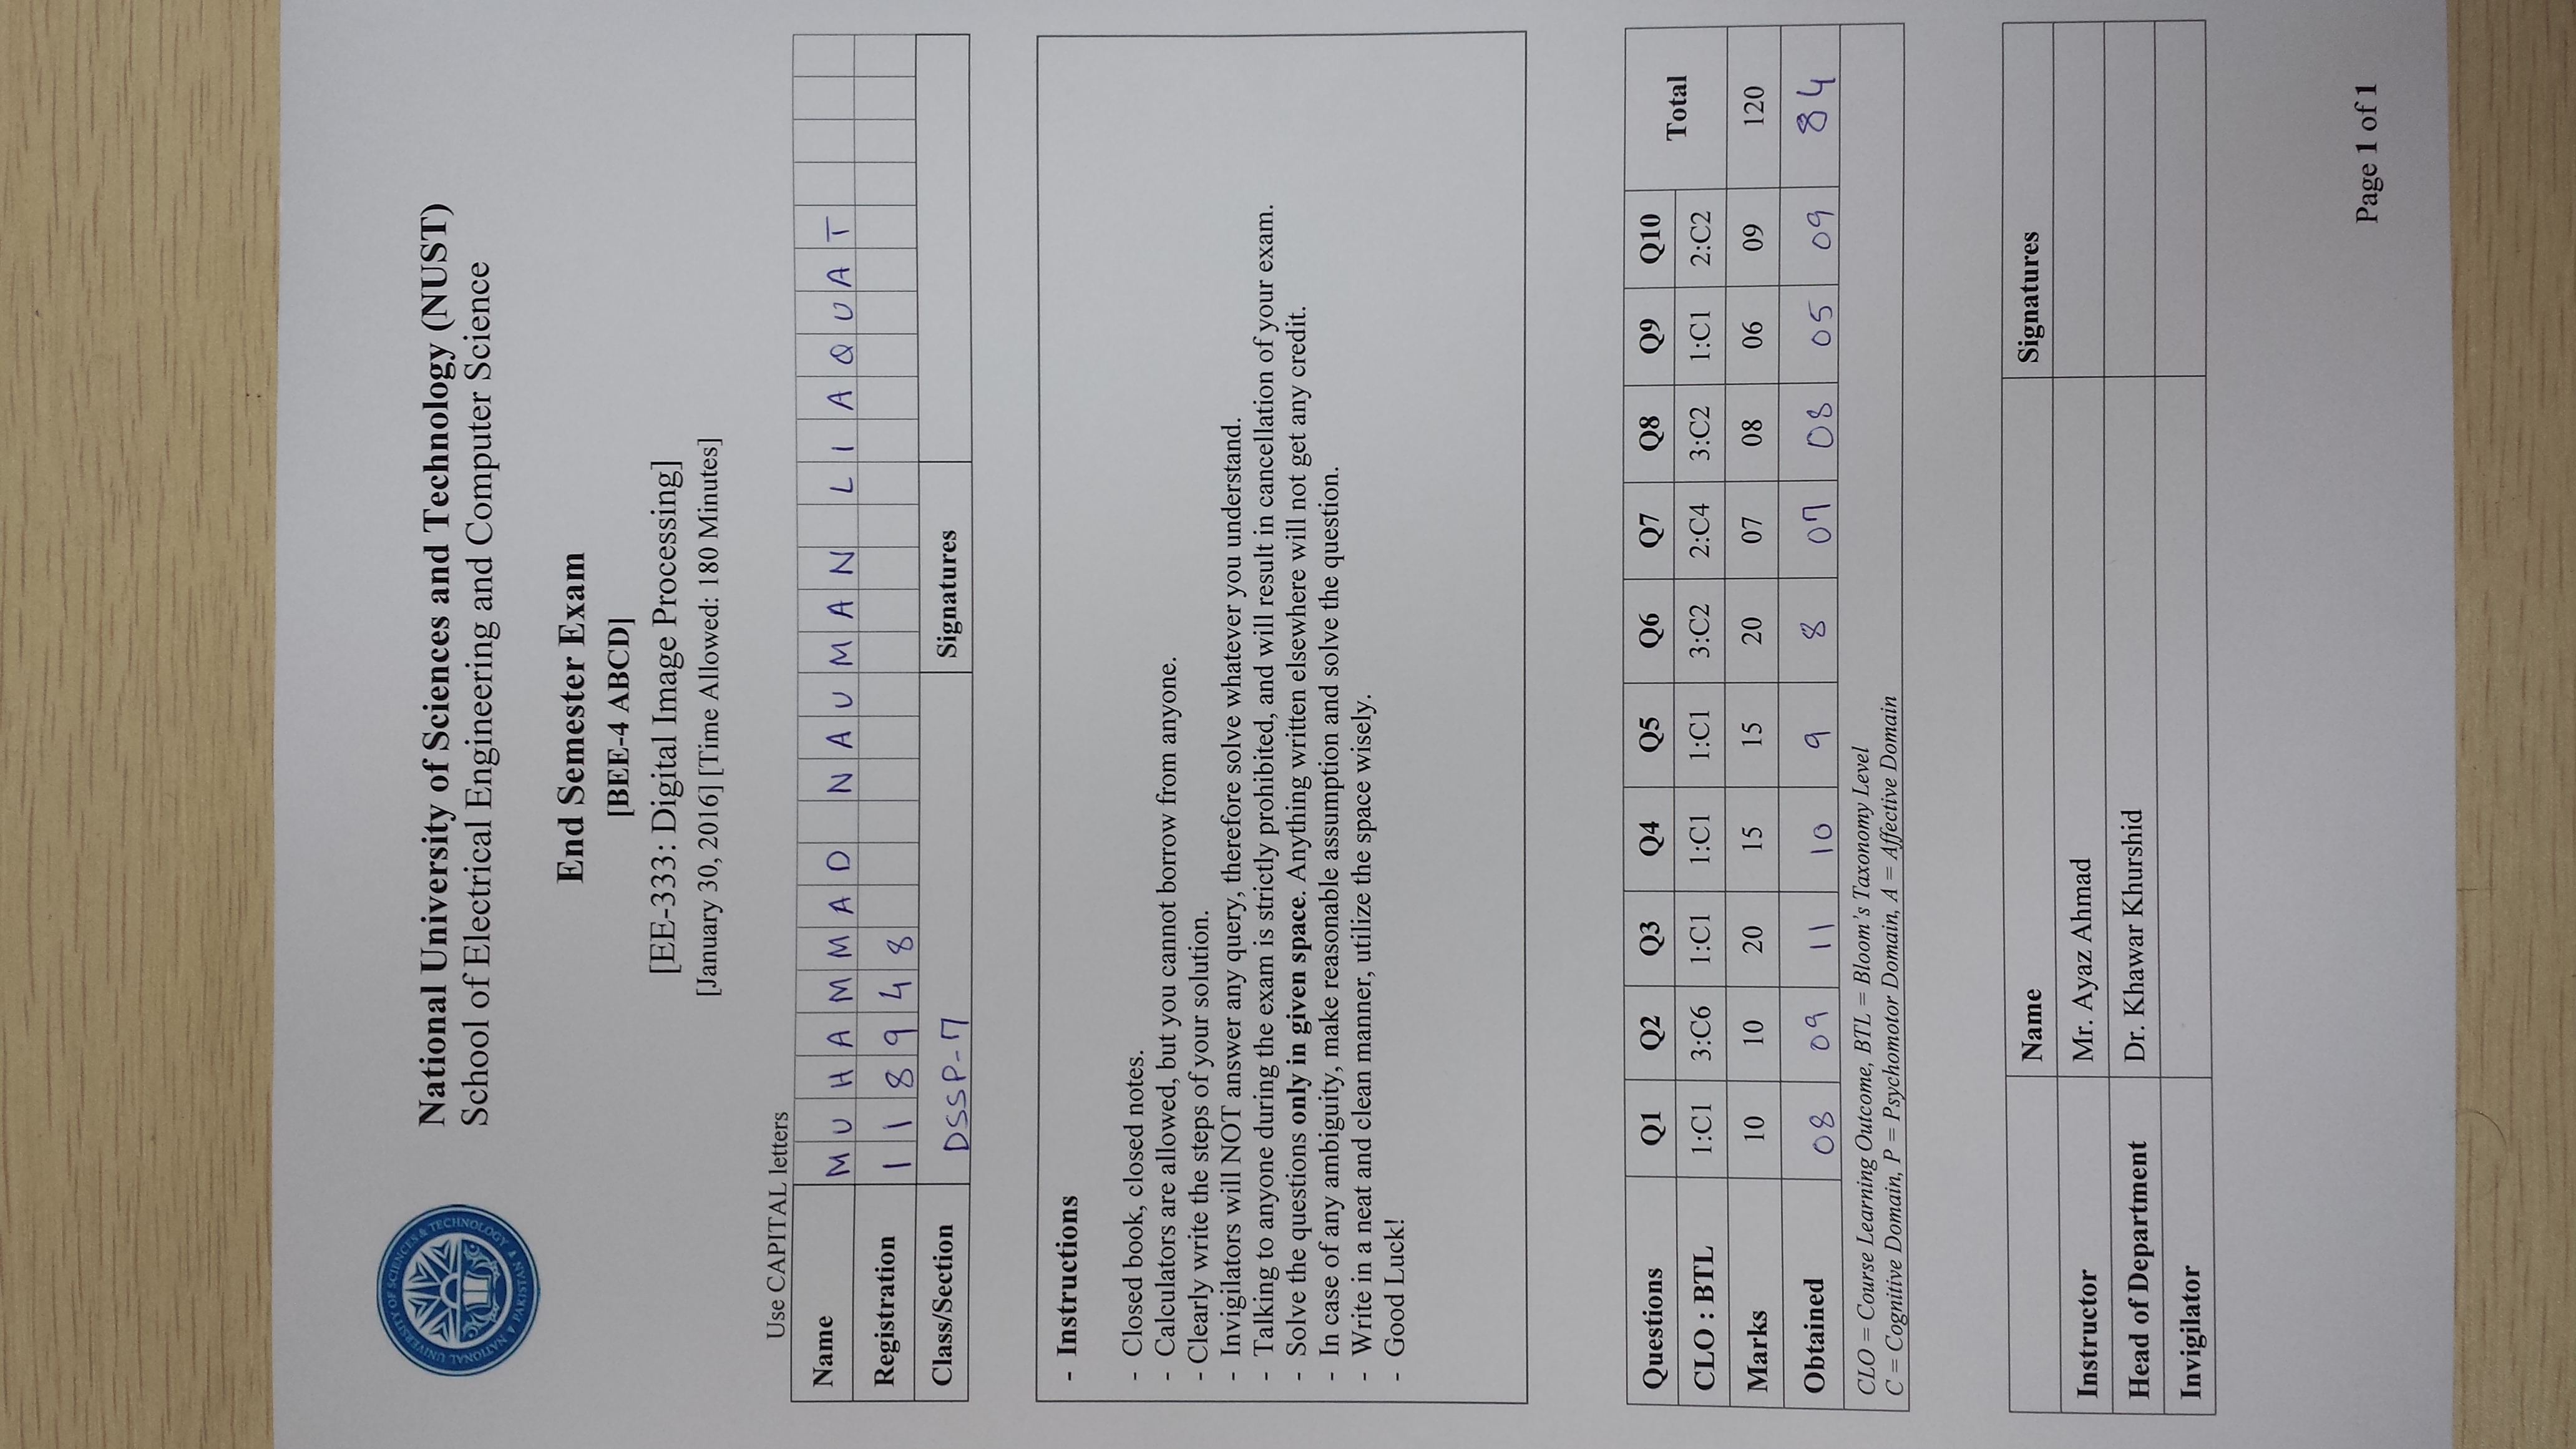 NATIONAL UNIVERSITY OF SCIENCES & TECHNOLOGY
PAKISTAN
National University of Sciences and Technology (NUST)
School of Electrical Engineering and Computer Science
End Semester Exam
[BEE-4 ABCD]
[EE-333: Digital Image Processing]
[January 30, 2016] [Time Allowed: 180 Minutes]
Use CAPITAL letters
Name MUHAMMAD NAUMAN LIAQUAT
Registration 118948
Class/Section DSSP-7 Signatures
- Instructions
- Closed book, closed notes.
- Calculators are allowed, but you cannot borrow from anyone.
- Clearly write the steps of your solution.
- Invigilators will NOT answer any query, therefore solve whatever you understand.
- Talking to anyone during the exam is strictly prohibited, and will result in cancellation of your exam.
- Solve the questions only in given space. Anything written elsewhere will not get any credit.
- In case of any ambiguity, make reasonable assumption and solve the question.
- Write in a neat and clean manner, utilize the space wisely.
- Good Luck!
Questions Q1 Q2 Q3 Q4 Q5 Q6 Q7 Q8 Q9 Q10 Total
CLO : BTL 1:C1 3:C6 1:C1 1:C1 1:C1 3:C2 2:C4 3:C2 1:C1 2:C2
Marks 10 10 20 15 15 20 07 08 06 09 120
Obtained 08 09 11 10 9 8 07 08 05 09 84
CLO = Course Learning Outcome, BTL = Bloom's Taxonomy Level
C = Cognitive Domain, P = Psychomotor Domain, A = Affective Domain
Name Signatures
Instructor Mr. Ayaz Ahmad
Head of Department Dr. Khawar Khurshid
Invigilator
Page 1 of 1